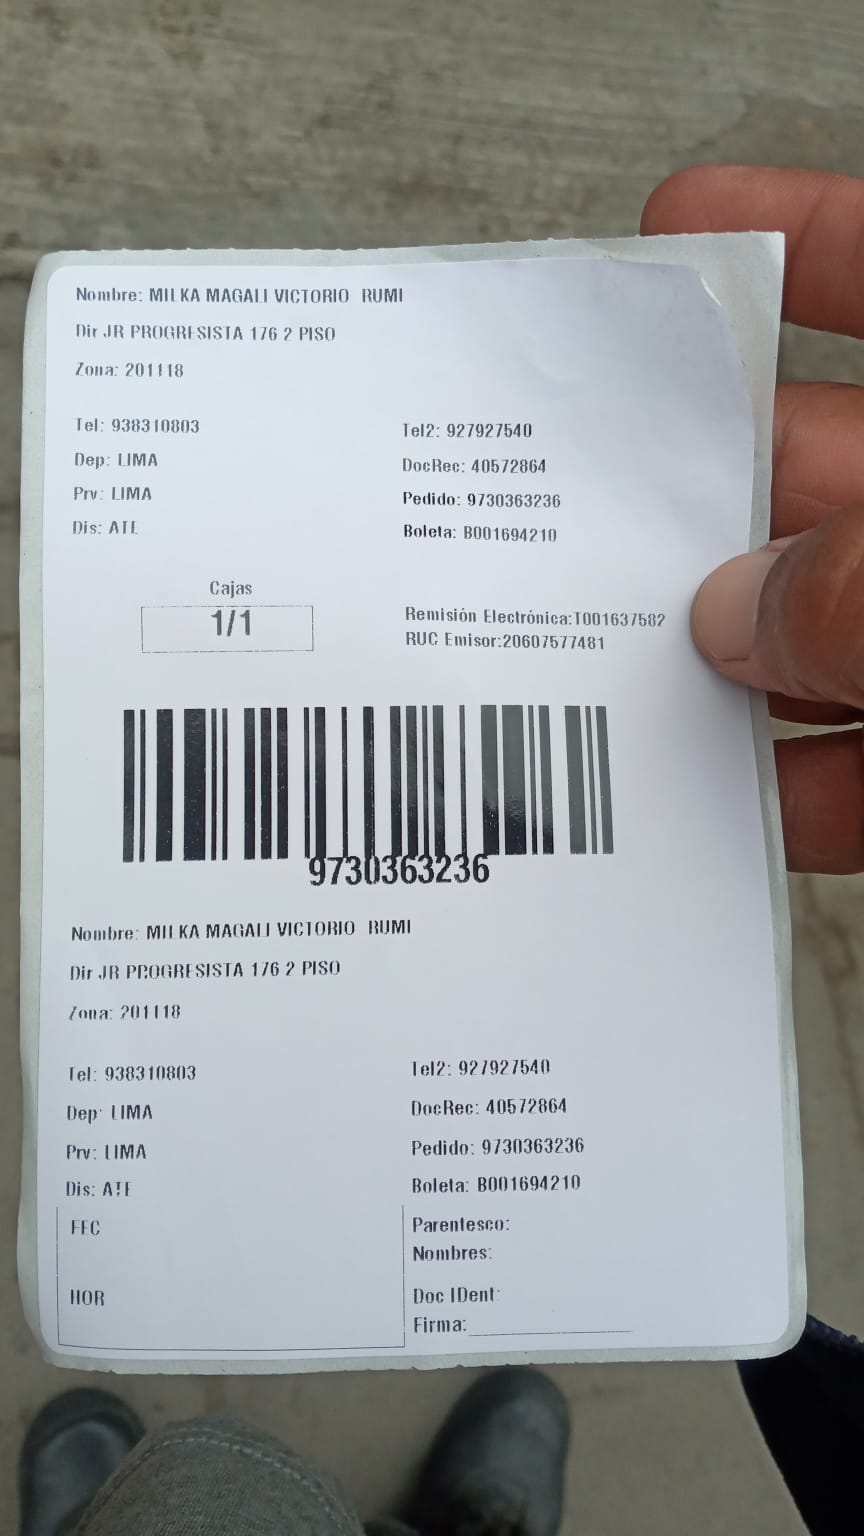 Nombre: MILKA MAGALI VICTORIO RUMI
Dir JR PROGRESISTA 176 2 PISO
Zona: 201118
Tel: 938310803
Tel2: 927927540
Dep: LIMA
DocRec: 40572864
Prv: LIMA
Pedido: 9730363236
Dis: ATE
Boleta: B001694210
Cajas
1/1
Remisión Electrónica:T001637582
RUC Emisor:20607577481
9730363236
Nombre: MILKA MAGALI VICTORIO RUMI
Dir JR PROGRESISTA 176 2 PISO
Zona: 201118
Tel: 938310803
Tel2: 927927540
Dep: LIMA
DocRec: 40572864
Prv: LIMA
Pedido: 9730363236
Dis: ATE
Boleta: B001694210
FEC
Parentesco:
Nombres:
HOR
Doc IDent:
Firma: